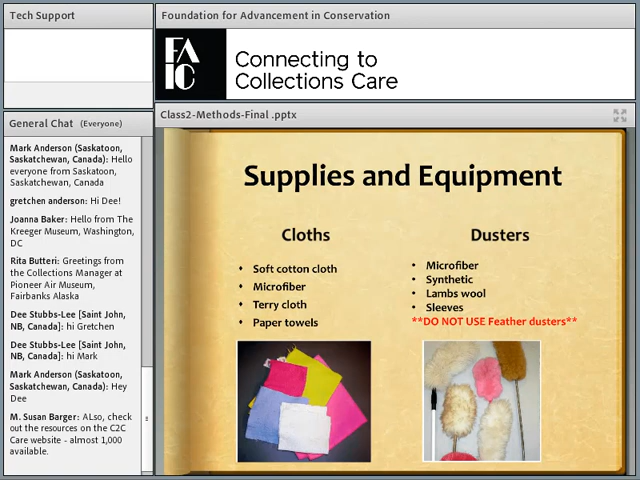 Tech Support
Foundation for Advancement in Conservation
FA
IC
Connecting to
Collections Care
General Chat (Everyone)
Mark Anderson (Saskatoon,
Saskatchewan, Canada): Hello
everyone from Saskatoon,
Saskatchewan, Canada
gretchen anderson: Hi Dee!
Joanna Baker: Hello from The
Kreeger Museum, Washington,
DC
Rita Butteri: Greetings from
the Collections Manager at
Pioneer Air Museum,
Fairbanks Alaska
Dee Stubbs-Lee [Saint John,
NB, Canada]: hi Gretchen
Dee Stubbs-Lee [Saint John,
NB, Canada]: hi Mark
Mark Anderson (Saskatoon,
Saskatchewan, Canada): Hey
Dee
M. Susan Barger: ALso, check
out the resources on the C2C
Care website - almost 1,000
available.
Class2-Methods-Final .pptx
Supplies and Equipment
Cloths
• Soft cotton cloth
• Microfiber
• Terry cloth
• Paper towels
Dusters
• Microfiber
• Synthetic
• Lambs wool
• Sleeves
**DO NOT USE Feather dusters**